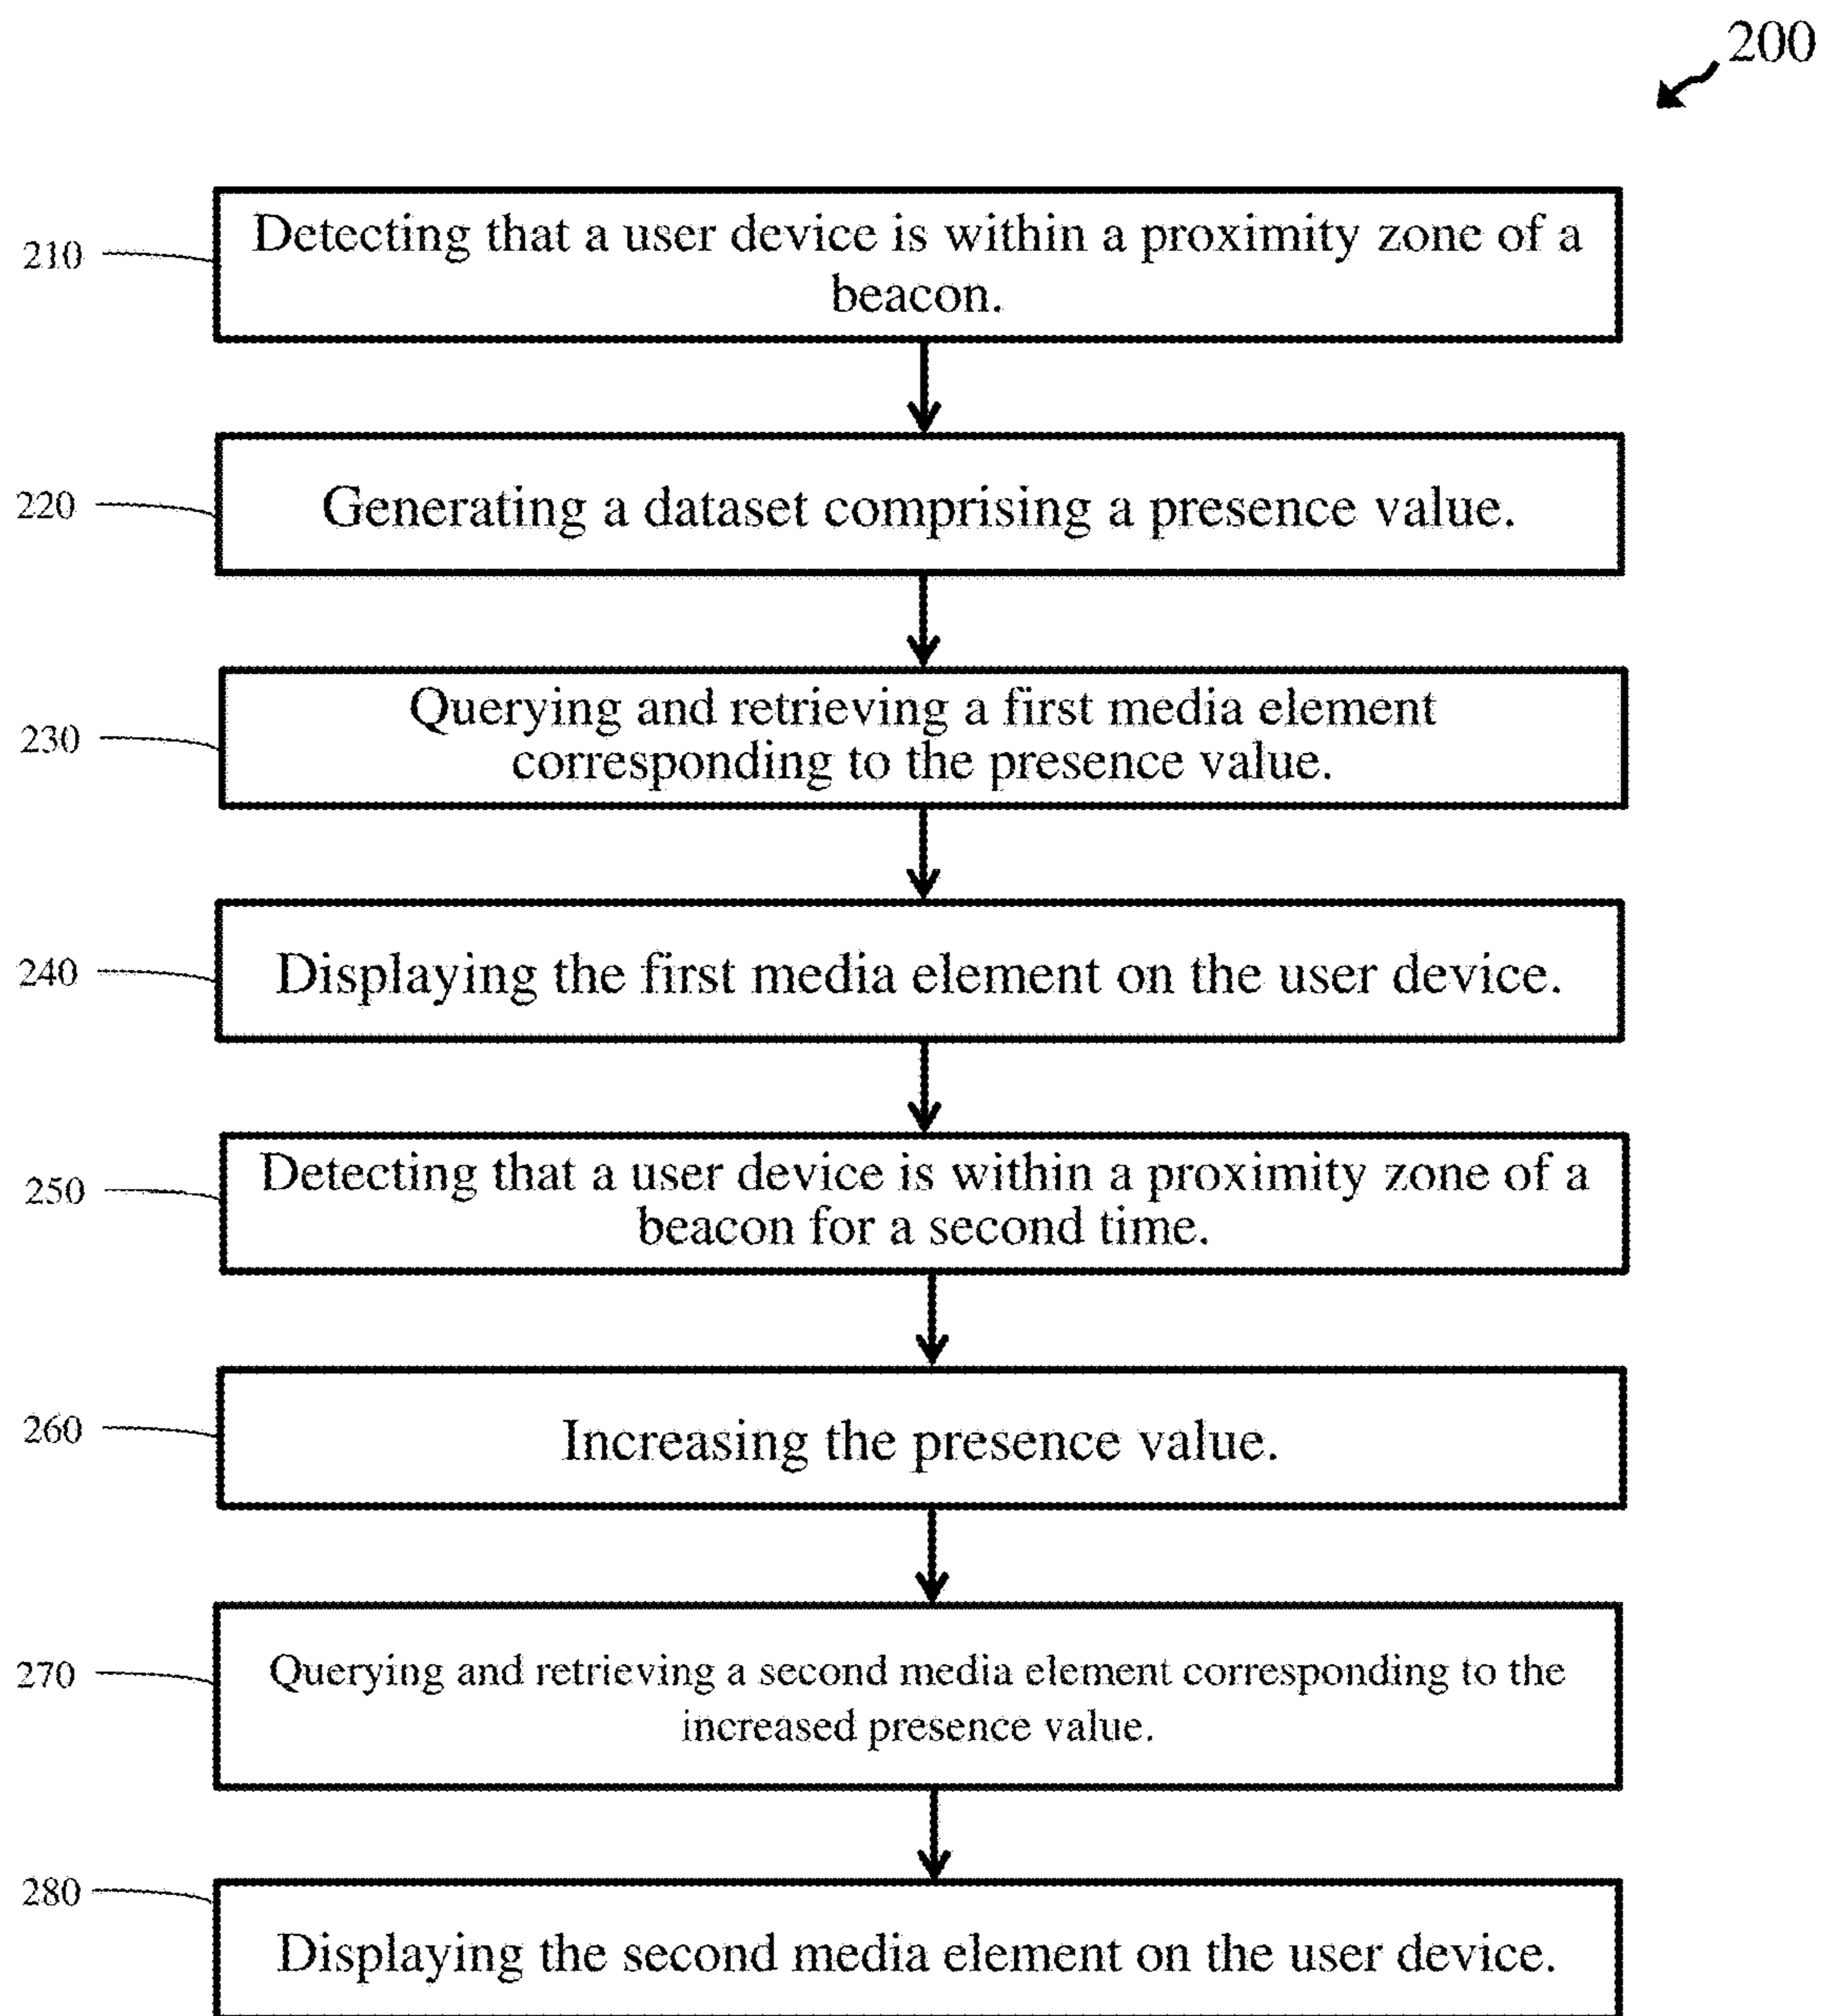 200
210
Detecting that a user device is within a proximity zone of a
beacon.
220
Generating a dataset comprising a presence value.
230
Querying and retrieving a first media element
corresponding to the presence value.
240
Displaying the first media element on the user device.
250
Detecting that a user device is within a proximity zone of a
beacon for a second time.
260
Increasing the presence value.
270
Querying and retrieving a second media element corresponding to the
increased presence value.
280
Displaying the second media element on the user device.